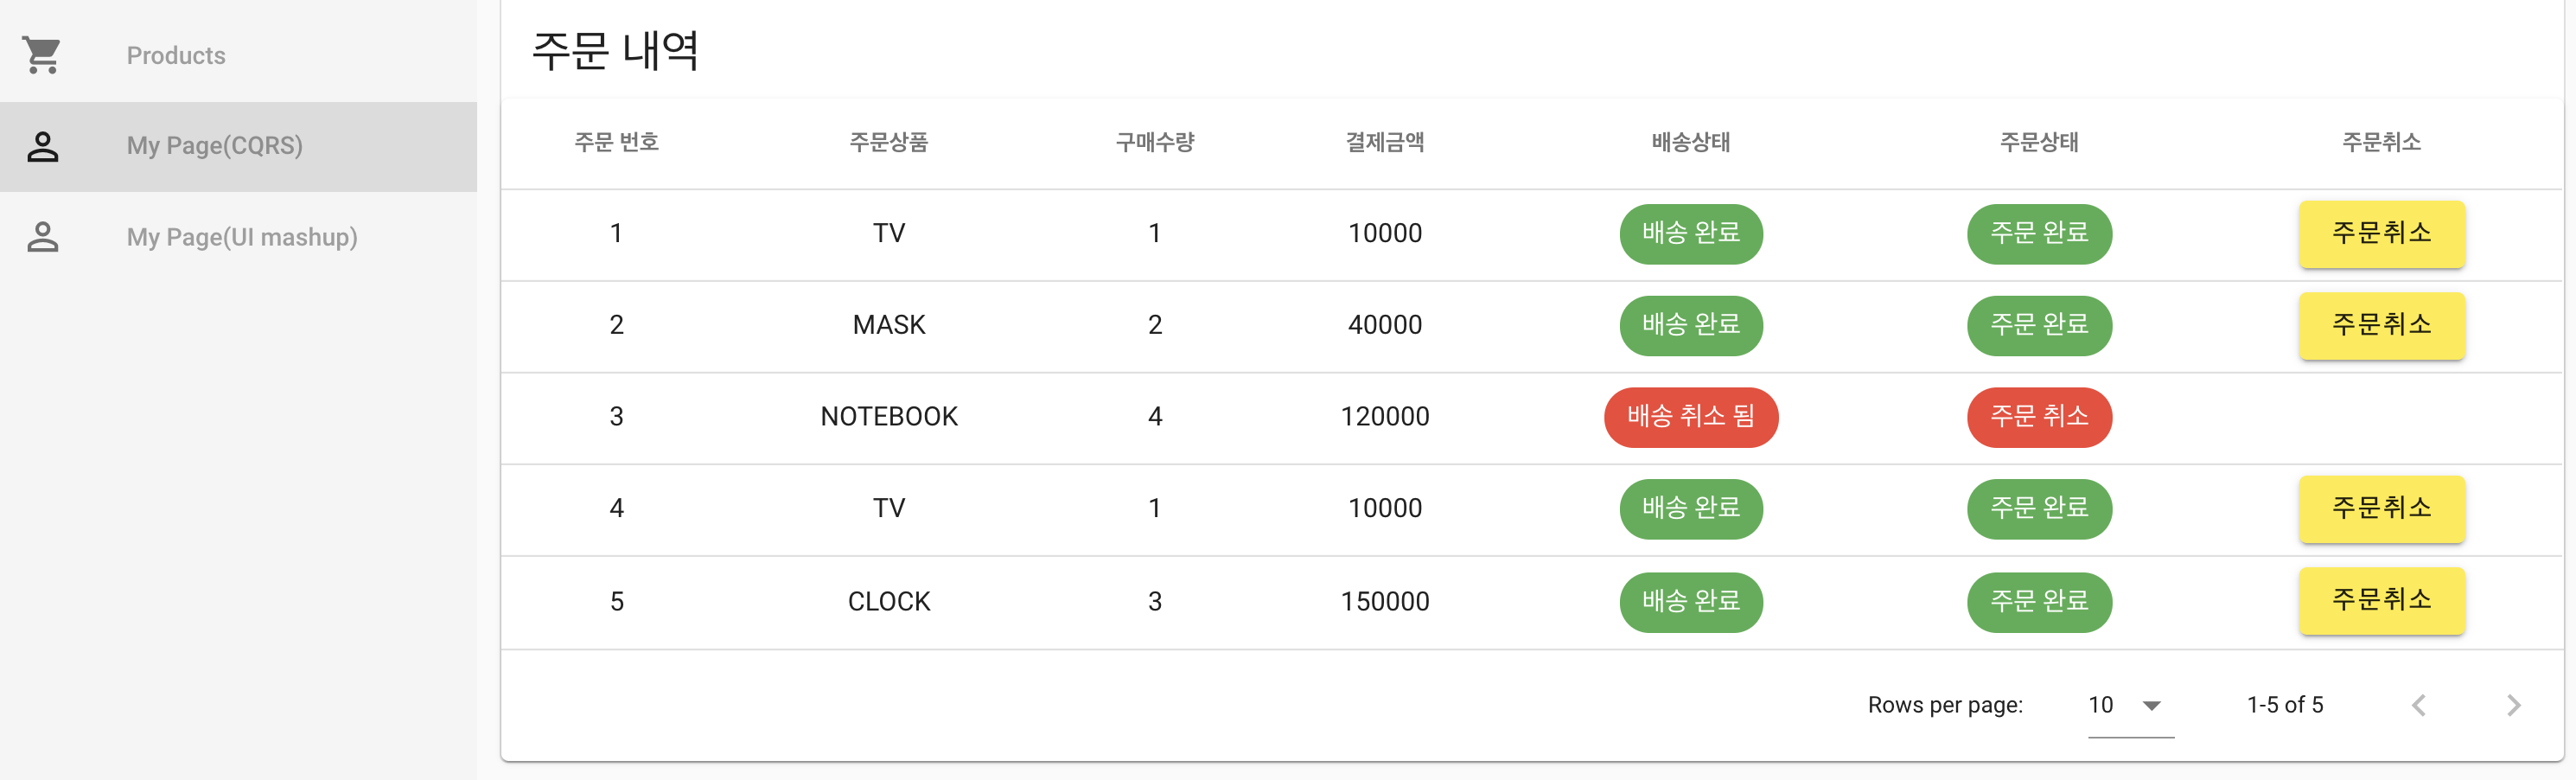 Products
My Page(CQRS)
My Page(UI mashup)
주문 내역
주문 번호 주문상품 구매수량 결제금액 배송상태 주문상태 주문취소
1 TV 1 10000 배송 완료 주문 완료 주문취소
2 MASK 2 40000 배송 완료 주문 완료 주문취소
3 NOTEBOOK 4 120000 배송 취소 됨 주문 취소
4 TV 1 10000 배송 완료 주문 완료 주문취소
5 CLOCK 3 150000 배송 완료 주문 완료 주문취소
Rows per page: 10 1-5 of 5